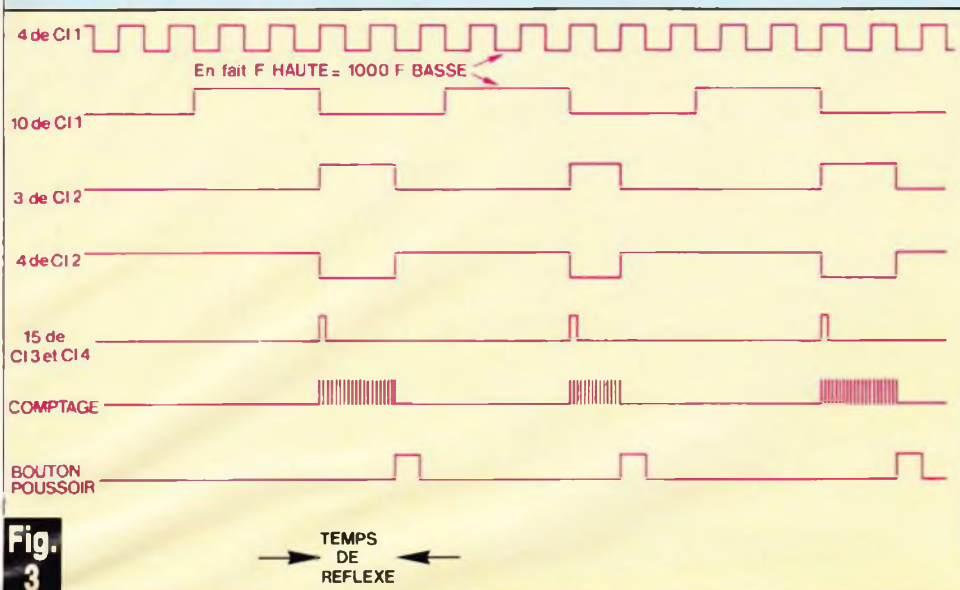 4 de CI 1
En fait F HAUTE = 1000 F BASSE
10 de CI 1
3 de CI 2
4 de CI 2
15 de
CI 3 et CI 4
COMPTAGE
BOUTON
POUSSOIR
Fig.
3
TEMPS
DE
REFLEXE